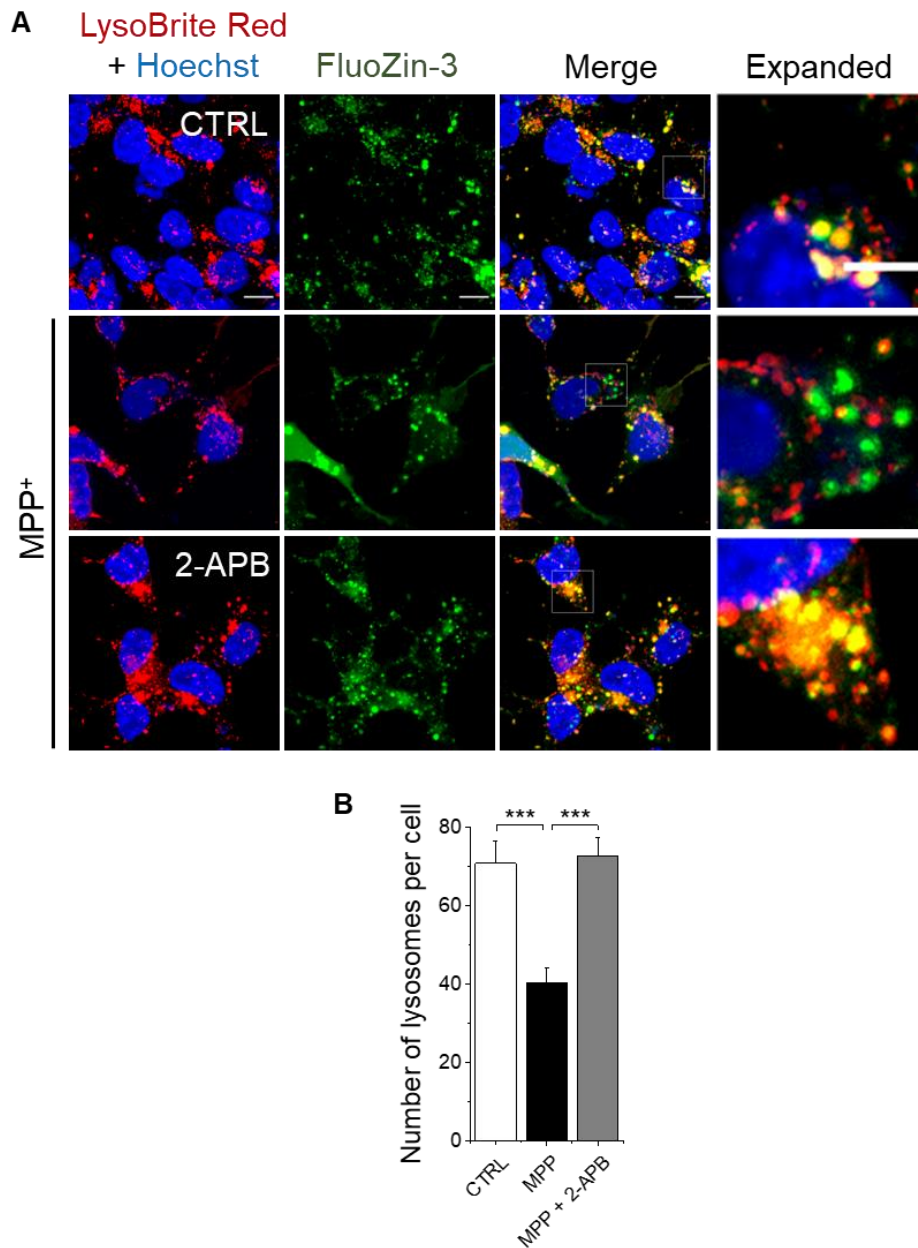 A
LysoBrite Red
+ Hoechst
FluoZin-3
Merge
Expanded
CTRL
MPP⁺
2-APB
B
*** ***
80
60
40
20
0
Number of lysosomes per cell
CTRL
MPP
MPP + 2-APB